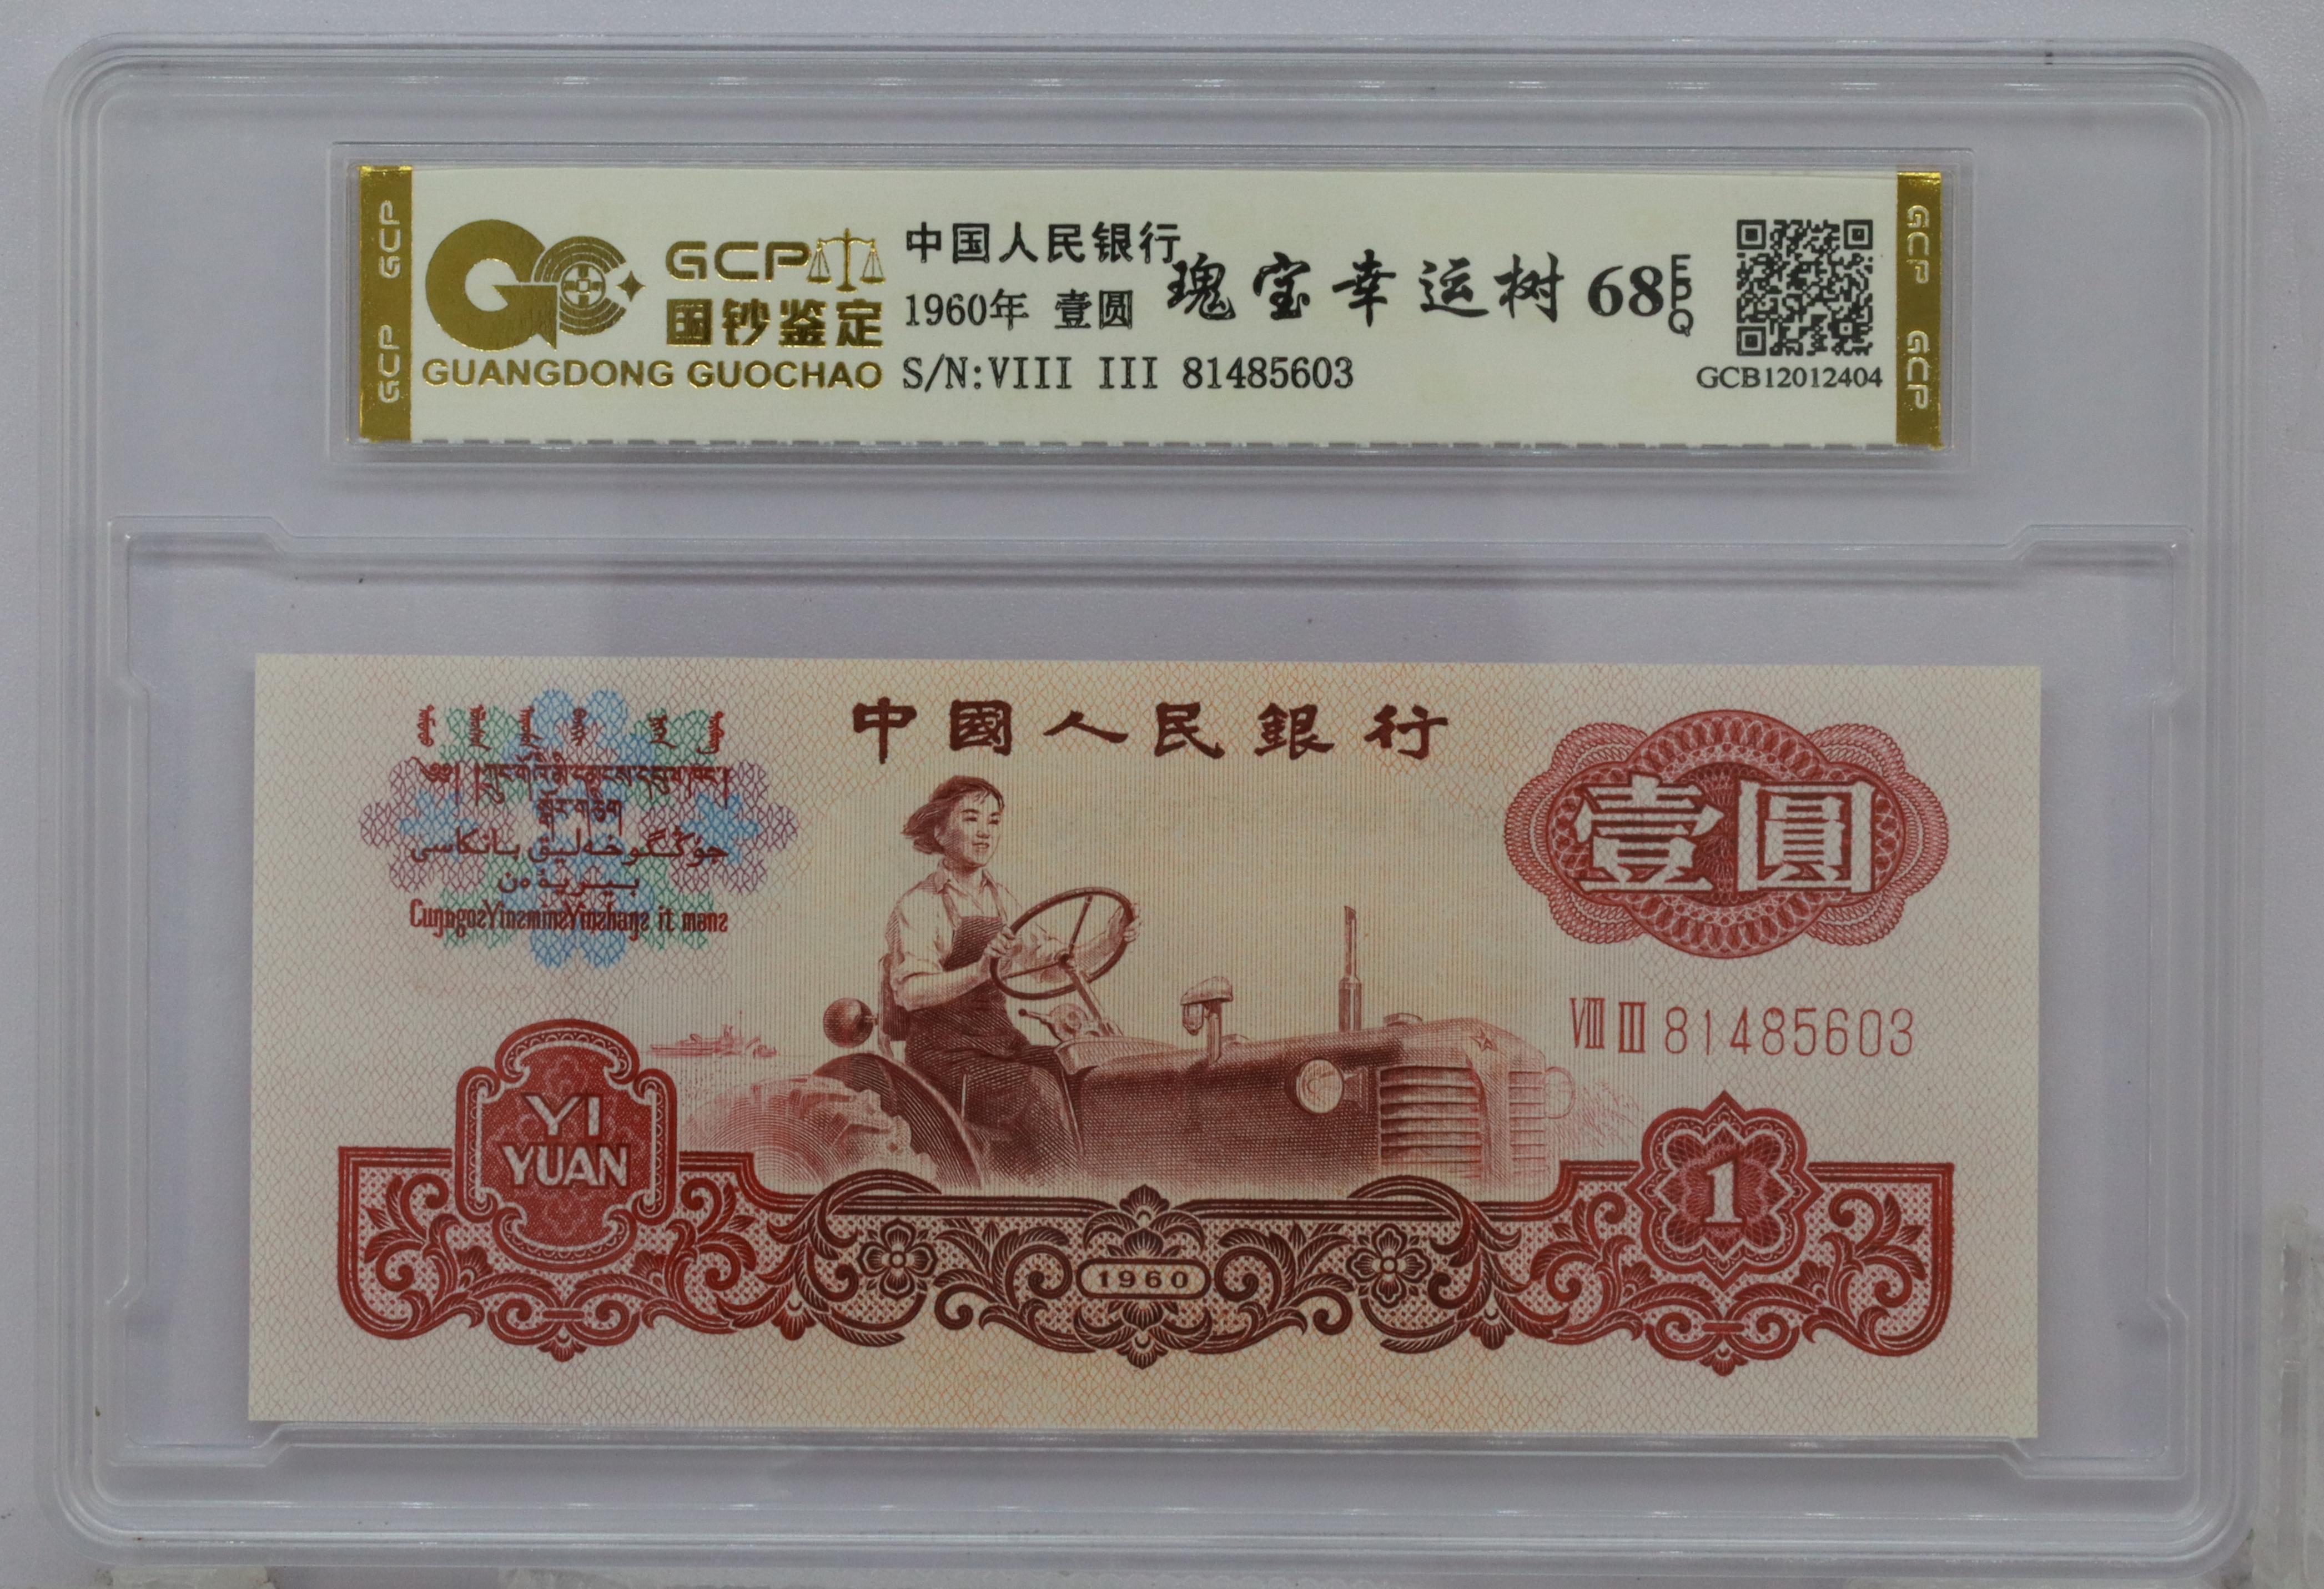 GCP GCP
GCP
国钞鉴定
GUANGDONG GUOCHAO
中国人民银行
1960年 壹圆
瑰宝幸运树 68 EPQ
S/N:VIII III 81485603
GCB12012404
GCP GCP
中國人民銀行
壹圓
VIII III 81485603
YI
YUAN
1
1960